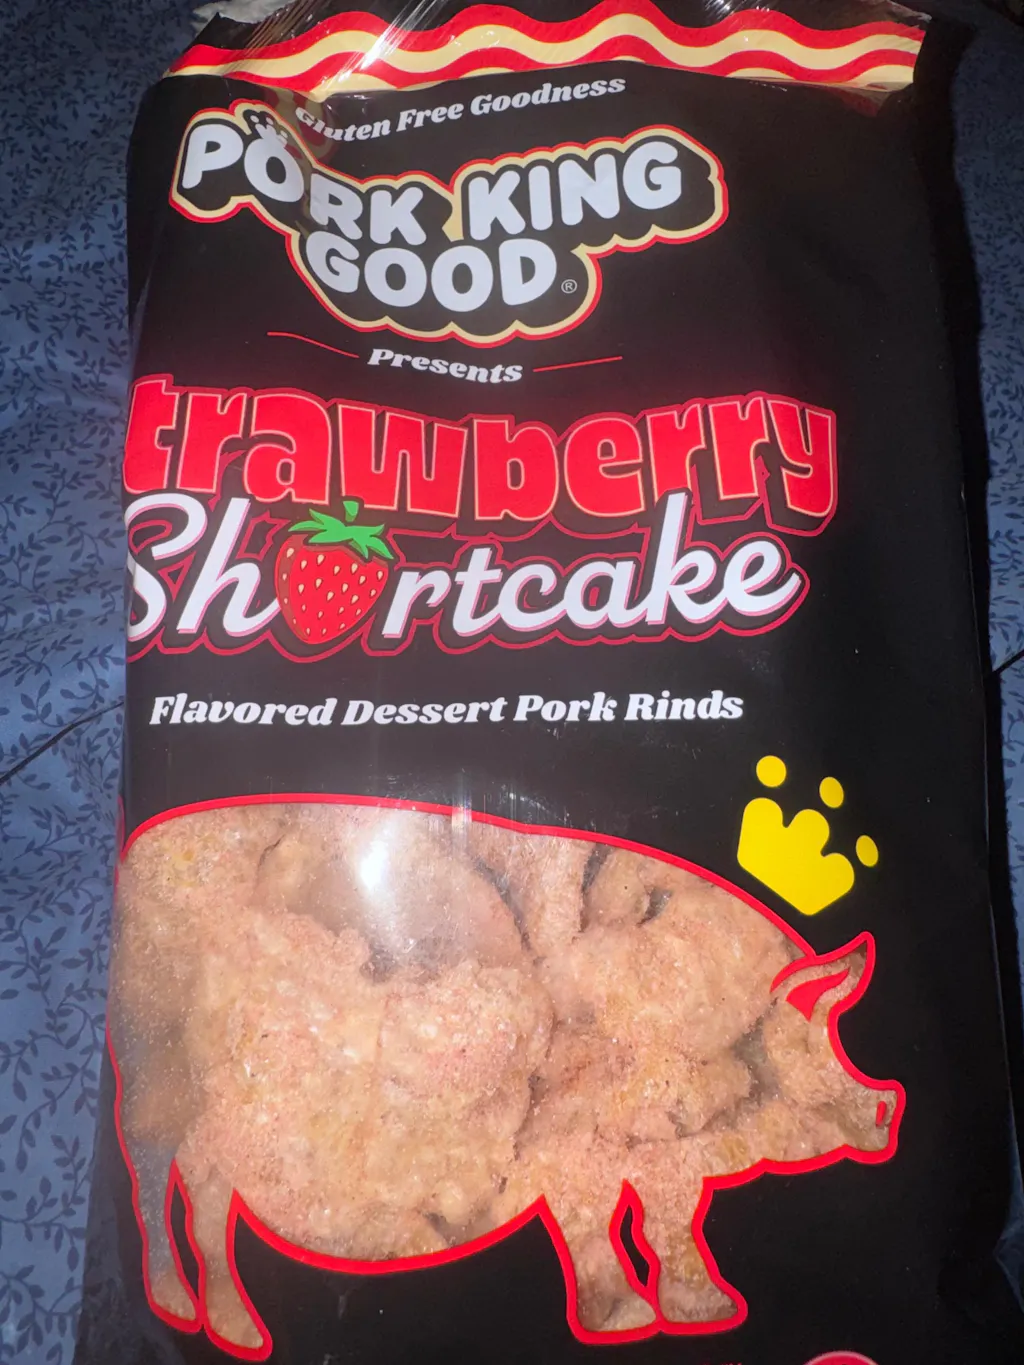 Gluten Free Goodness
PORK KING
GOOD®
Presents
trawberry
Shortcake
Flavored Dessert Pork Rinds